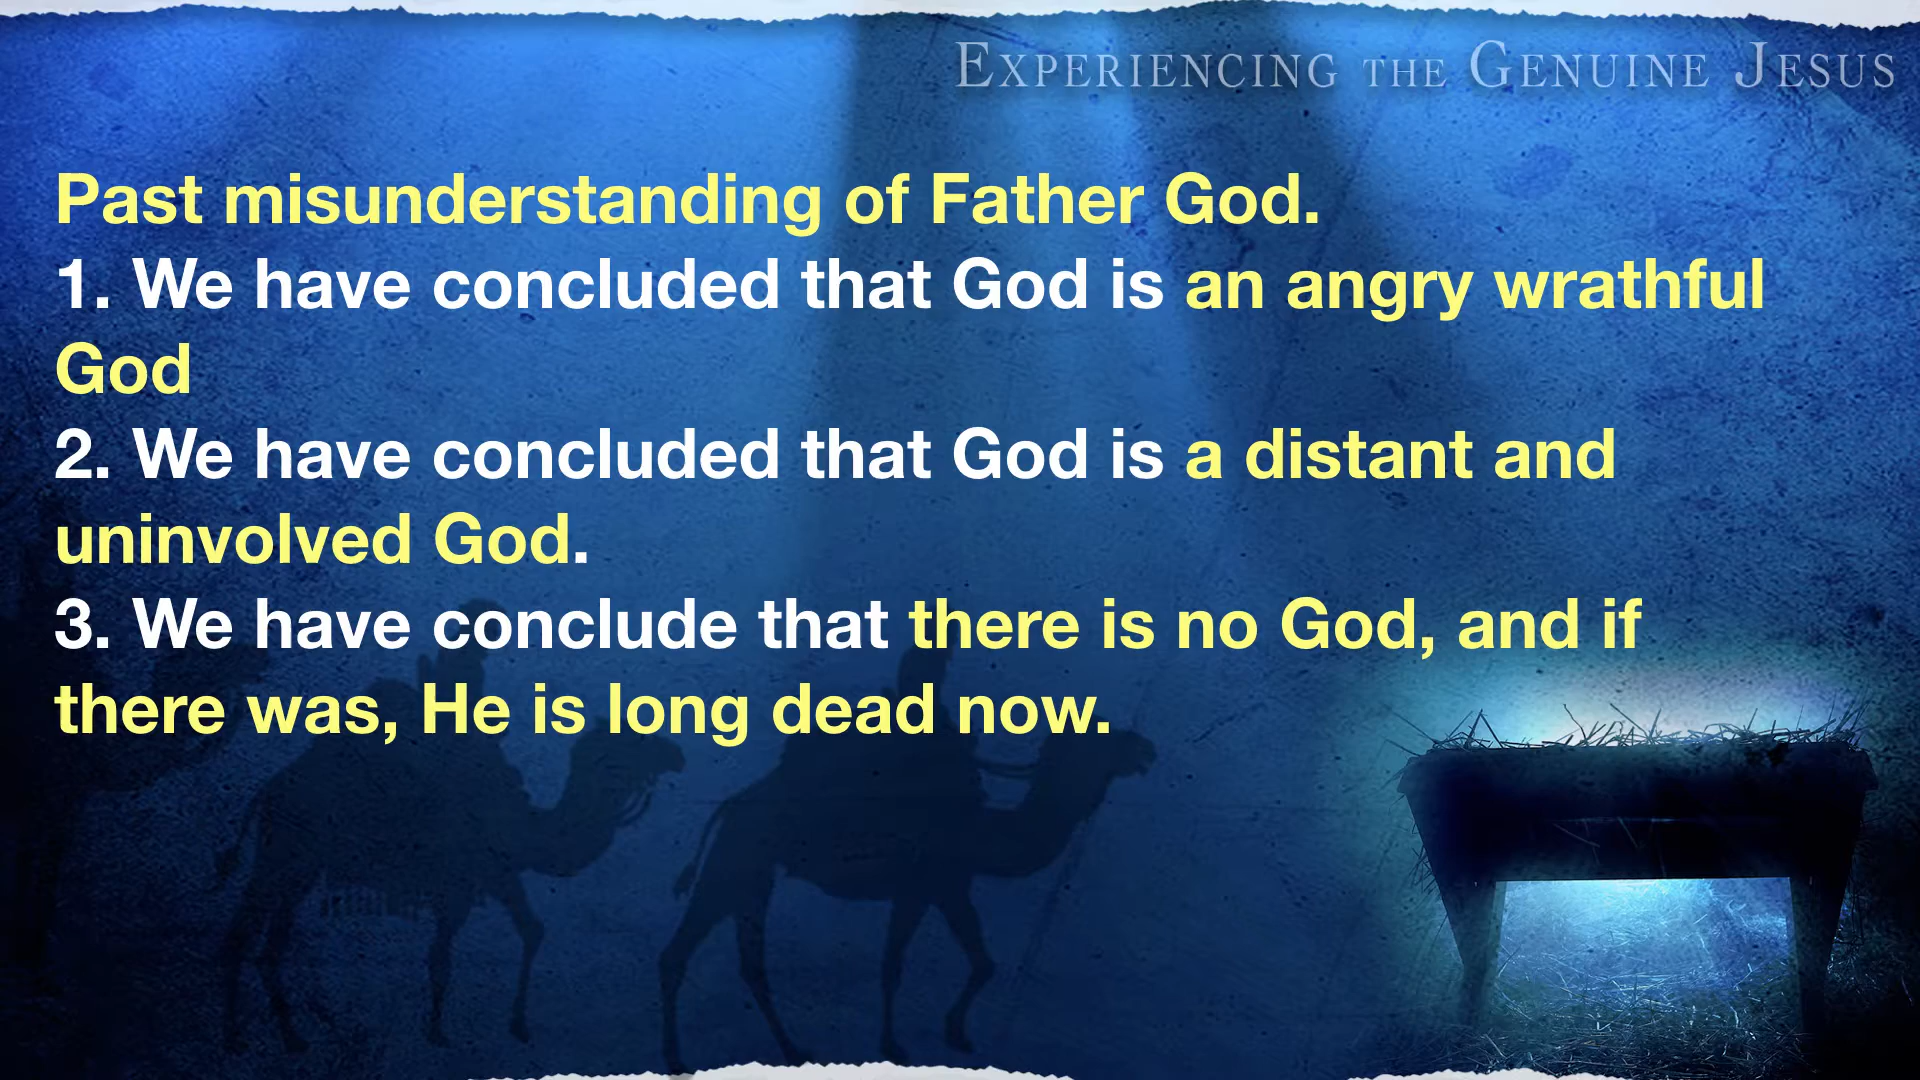 EXPERIENCING THE GENUINE JESUS
Past misunderstanding of Father God.
1. We have concluded that God is an angry wrathful
God
2. We have concluded that God is a distant and
uninvolved God.
3. We have conclude that there is no God, and if
there was, He is long dead now.